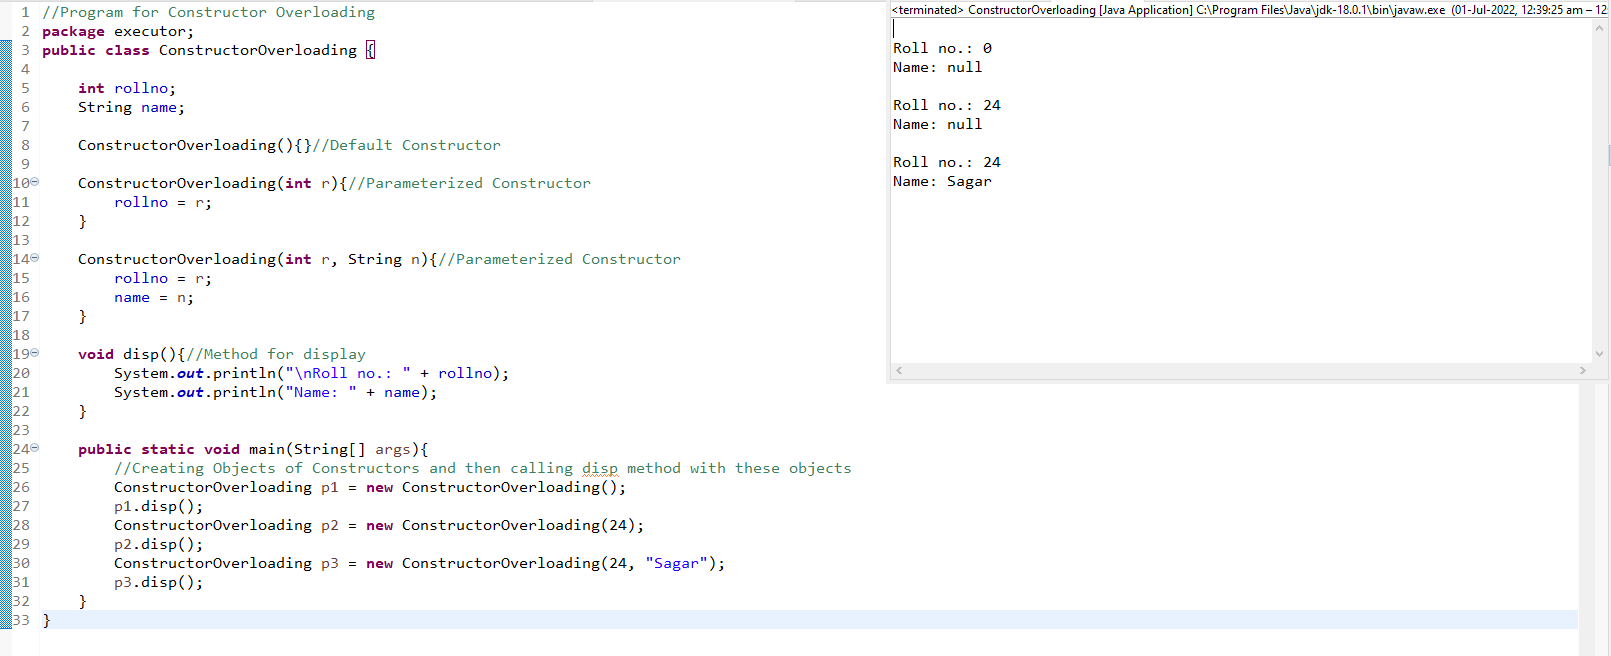 1 //Program for Constructor Overloading
2 package executor;
3 public class ConstructorOverloading {
4
5     int rollno;
6     String name;
7
8     ConstructorOverloading(){}//Default Constructor
9
10     ConstructorOverloading(int r){//Parameterized Constructor
11         rollno = r;
12     }
13
14     ConstructorOverloading(int r, String n){//Parameterized Constructor
15         rollno = r;
16         name = n;
17     }
18
19     void disp(){//Method for display
20         System.out.println("\nRoll no.: " + rollno);
21         System.out.println("Name: " + name);
22     }
23
24     public static void main(String[] args){
25         //Creating Objects of Constructors and then calling disp method with these objects
26         ConstructorOverloading p1 = new ConstructorOverloading();
27         p1.disp();
28         ConstructorOverloading p2 = new ConstructorOverloading(24);
29         p2.disp();
30         ConstructorOverloading p3 = new ConstructorOverloading(24, "Sagar");
31         p3.disp();
32     }
33 }
<terminated> ConstructorOverloading [Java Application] C:\Program Files\Java\jdk-18.0.1\bin\javaw.exe (01-Jul-2022, 12:39:25 am – 12
Roll no.: 0
Name: null
Roll no.: 24
Name: null
Roll no.: 24
Name: Sagar